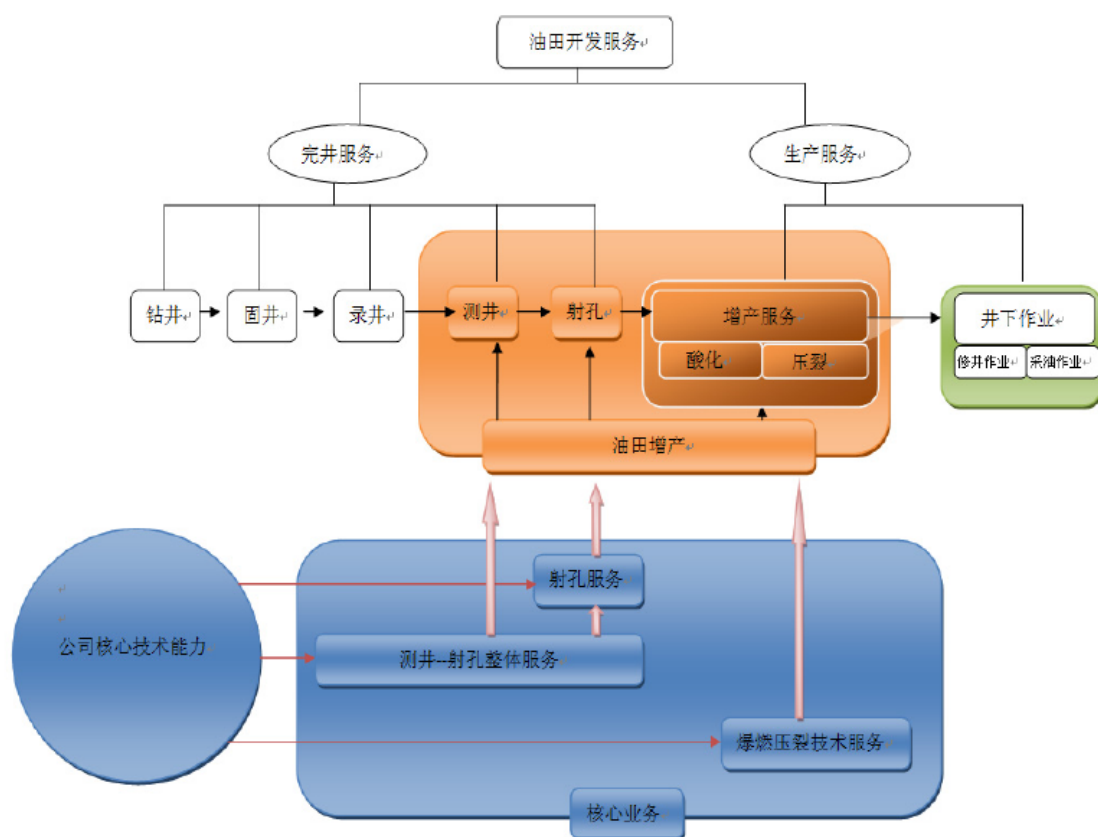 油田开发服务
完井服务
生产服务
钻井
固井
录井
测井
射孔
增产服务
酸化
压裂
井下作业
修井作业
采油作业
油田增产
射孔服务
公司核心技术能力
测井--射孔整体服务
爆燃压裂技术服务
核心业务